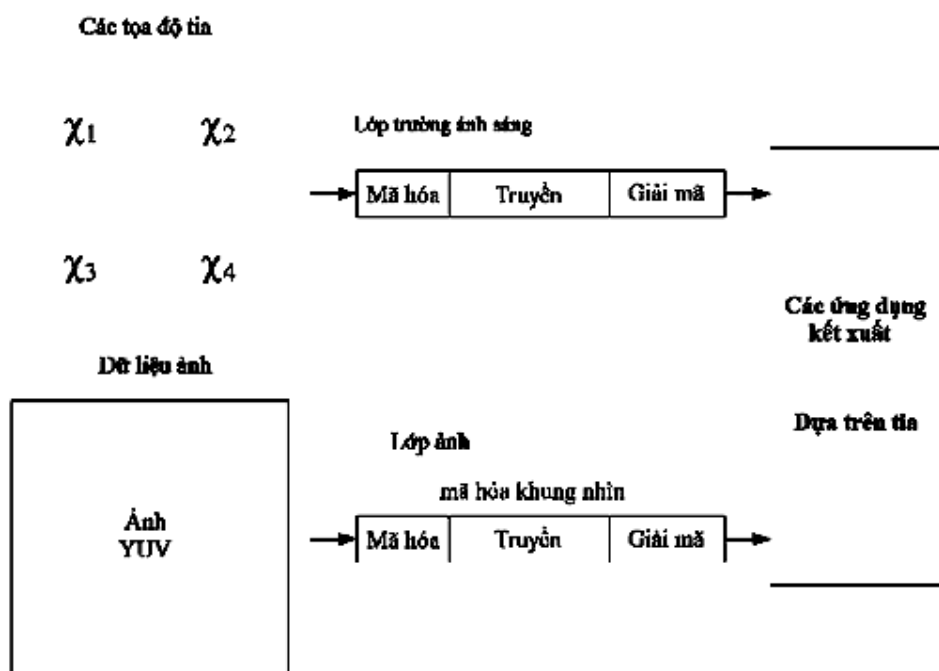 Các tọa độ tia
χ1 χ2
Lớp trường ánh sáng
Mã hóa Truyền Giải mã
χ3 χ4
Các ứng dụng
kết xuất
Dữ liệu ảnh
Dựa trên tia
Lớp ảnh
mã hóa khung nhìn
Ảnh
YUV
Mã hóa Truyền Giải mã